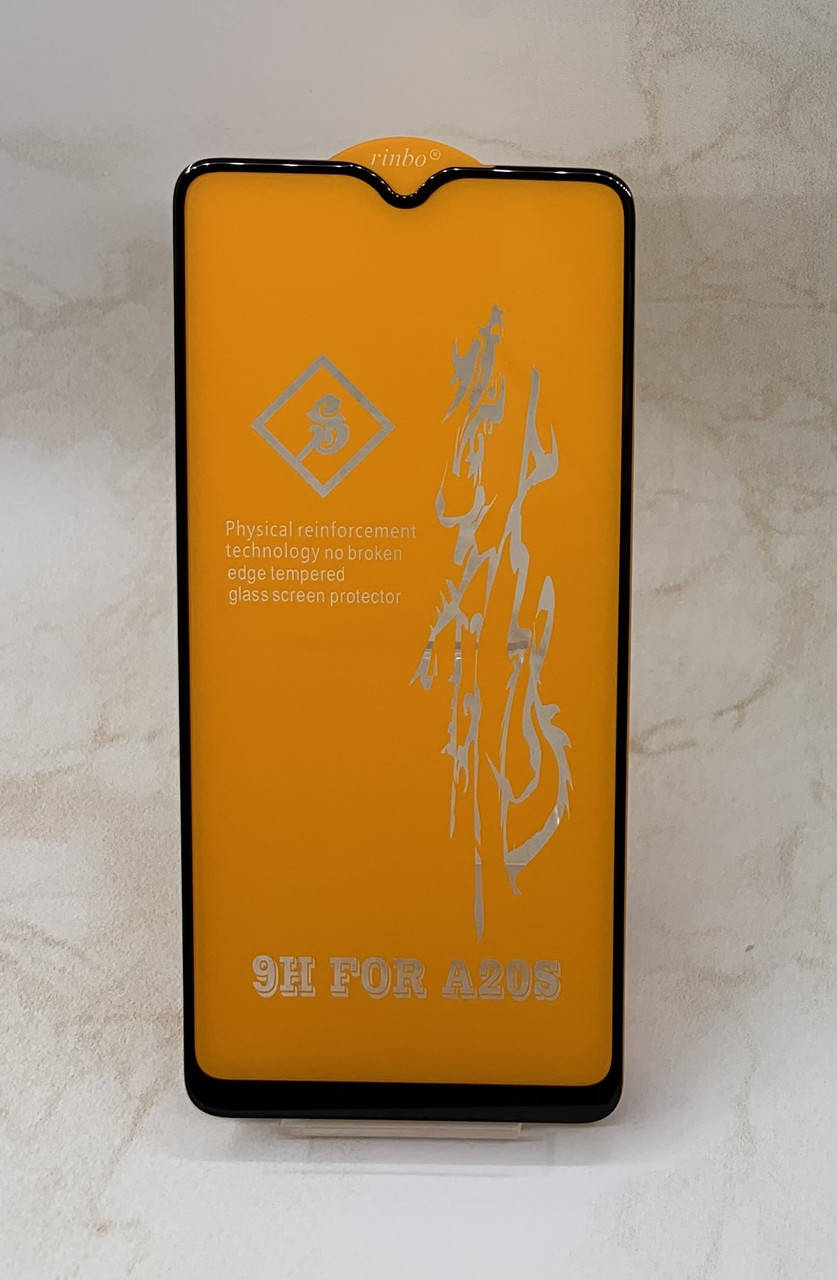 rinbo®
Physical reinforcement
technology no broken
edge tempered
glass screen protector
9H FOR A20S